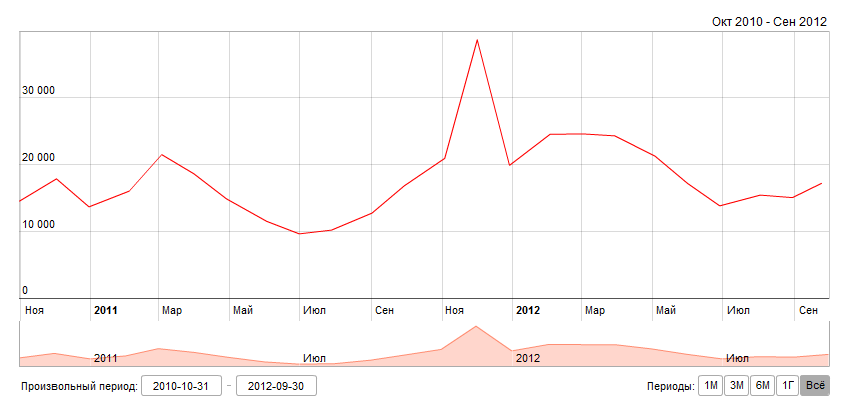 Окт 2010 - Сен 2012
30 000
20 000
10 000
0
Ноя 2011 Мар Май Июл Сен Ноя 2012 Мар Май Июл Сен
2011 Июл 2012 Июл
Произвольный период: 2010-10-31 - 2012-09-30 Периоды: 1М 3М 6М 1Г Всё